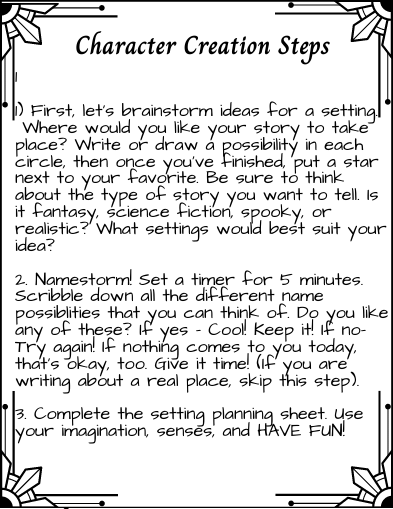 Character Creation Steps
1) First, let's brainstorm ideas for a setting.
Where would you like your story to take
place? Write or draw a possibility in each
circle, then once you've finished, put a star
next to your favorite. Be sure to think
about the type of story you want to tell. Is
it fantasy, science fiction, spooky, or
realistic? What settings would best suit your
idea?
2. Namestorm! Set a timer for 5 minutes.
Scribble down all the different name
possiblities that you can think of. Do you like
any of these? If yes - Cool! Keep it! If no-
Try again! If nothing comes to you today,
that's okay, too. Give it time! (If you are
writing about a real place, skip this step).
3. Complete the setting planning sheet. Use
your imagination, senses, and HAVE FUN!